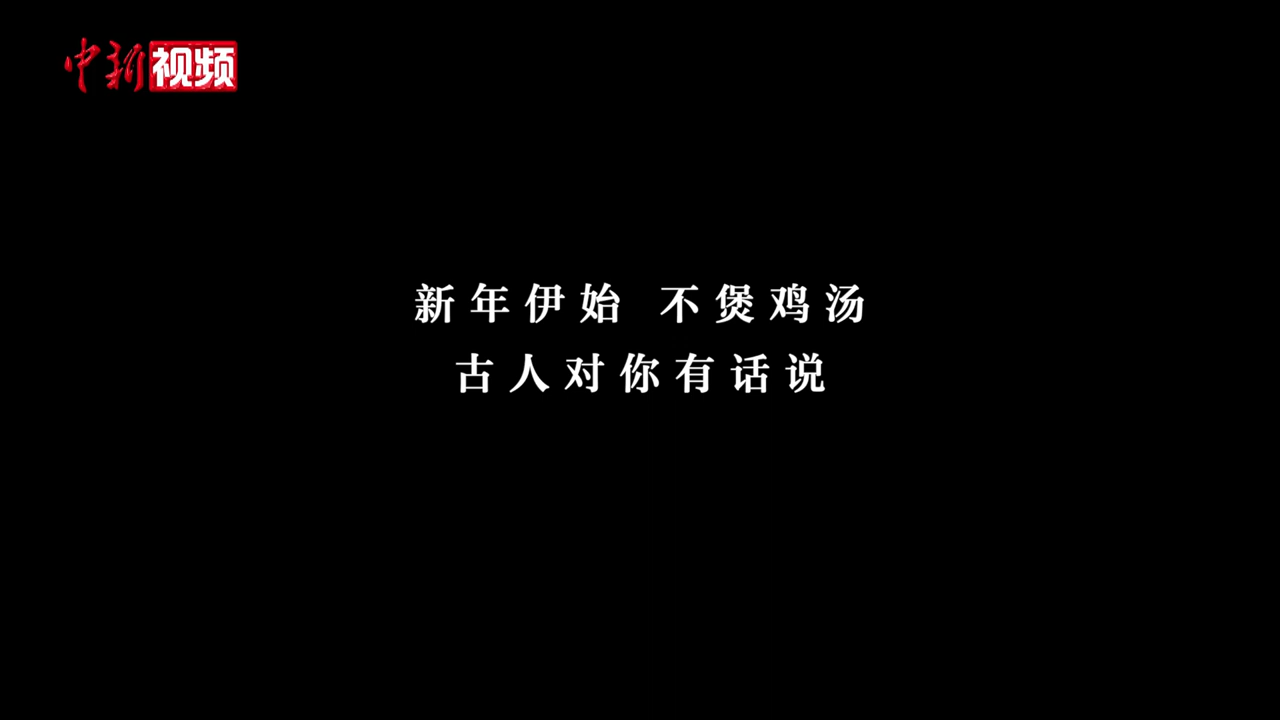 中新视频
新年伊始 不煲鸡汤
古人对你有话说